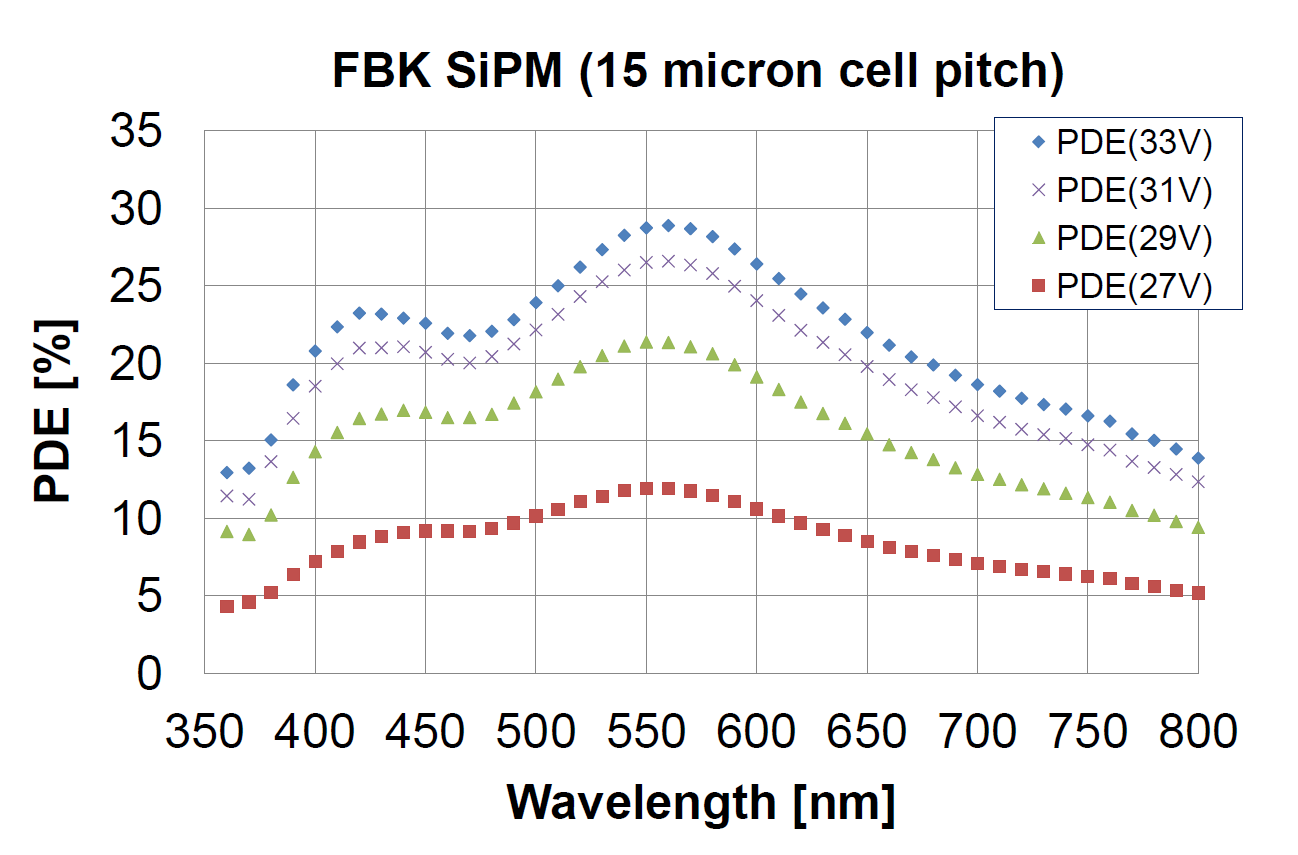 FBK SiPM (15 micron cell pitch)
35
30
25
20
15
10
5
0
PDE [%]
PDE(33V)
PDE(31V)
PDE(29V)
PDE(27V)
350 400 450 500 550 600 650 700 750 800
Wavelength [nm]